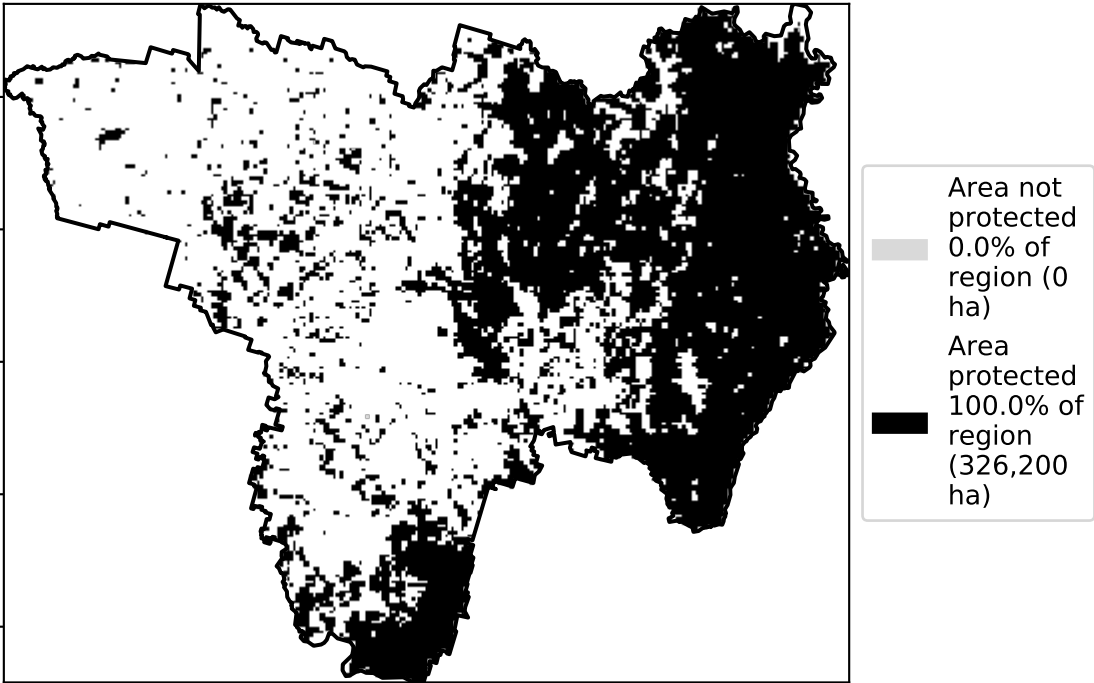 Area not
protected
0.0% of
region (0
ha)
Area
protected
100.0% of
region
(326,200
ha)